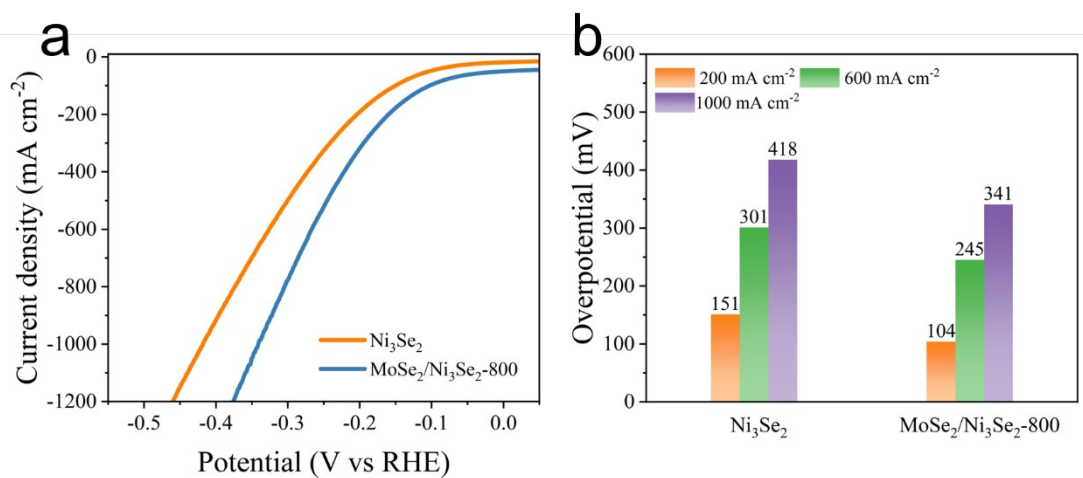 a
Current density (mA cm⁻²)
0
-200
-400
-600
-800
-1000
-1200
Ni₃Se₂
MoSe₂/Ni₃Se₂-800
-0.5 -0.4 -0.3 -0.2 -0.1 0.0
Potential (V vs RHE)
b
Overpotential (mV)
600
500
400
300
200
100
0
200 mA cm⁻² 600 mA cm⁻²
1000 mA cm⁻²
151 301 418
104 245 341
Ni₃Se₂ MoSe₂/Ni₃Se₂-800